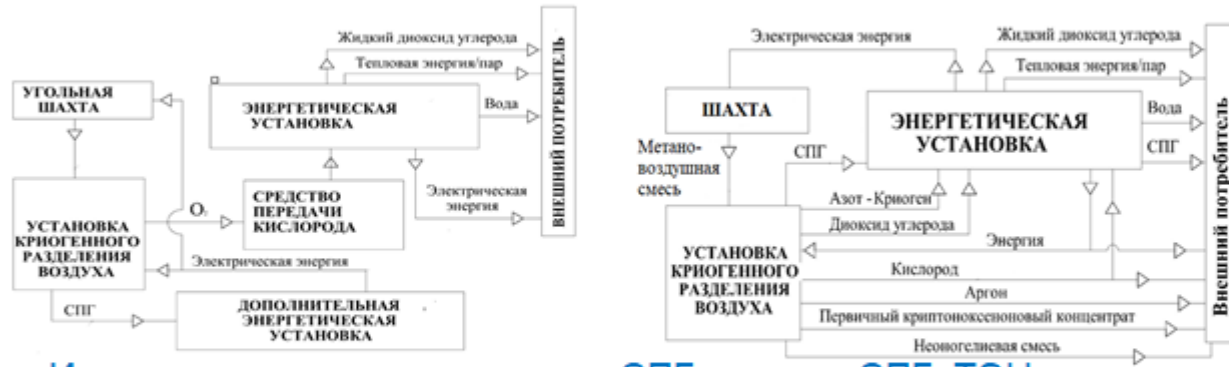 Жидкий диоксид углерода
Тепловая энергия/пар
УГОЛЬНАЯ
ШАХТА
ЭНЕРГЕТИЧЕСКАЯ
УСТАНОВКА
Вода
ВНЕШНИЙ ПОТРЕБИТЕЛЬ
УСТАНОВКА
КРИОГЕННОГО
РАЗДЕЛЕНИЯ
ВОЗДУХА
O₂
СРЕДСТВО
ПЕРЕДАЧИ
КИСЛОРОДА
Электрическая
энергия
Электрическая энергия
СПГ
ДОПОЛНИТЕЛЬНАЯ
ЭНЕРГЕТИЧЕСКАЯ
УСТАНОВКА
Электрическая энергия
Жидкий диоксид углерода
Тепловая энергия/пар
ШАХТА
ЭНЕРГЕТИЧЕСКАЯ
УСТАНОВКА
Вода
СПГ
Метано-
воздушная
смесь
СПГ
Азот -Криоген
Диоксид углерода
УСТАНОВКА
КРИОГЕННОГО
РАЗДЕЛЕНИЯ
ВОЗДУХА
Энергия
Кислород
Аргон
Первичный криптоноксеноновый концентрат
Неоногелиевая смесь
Внешний потребитель